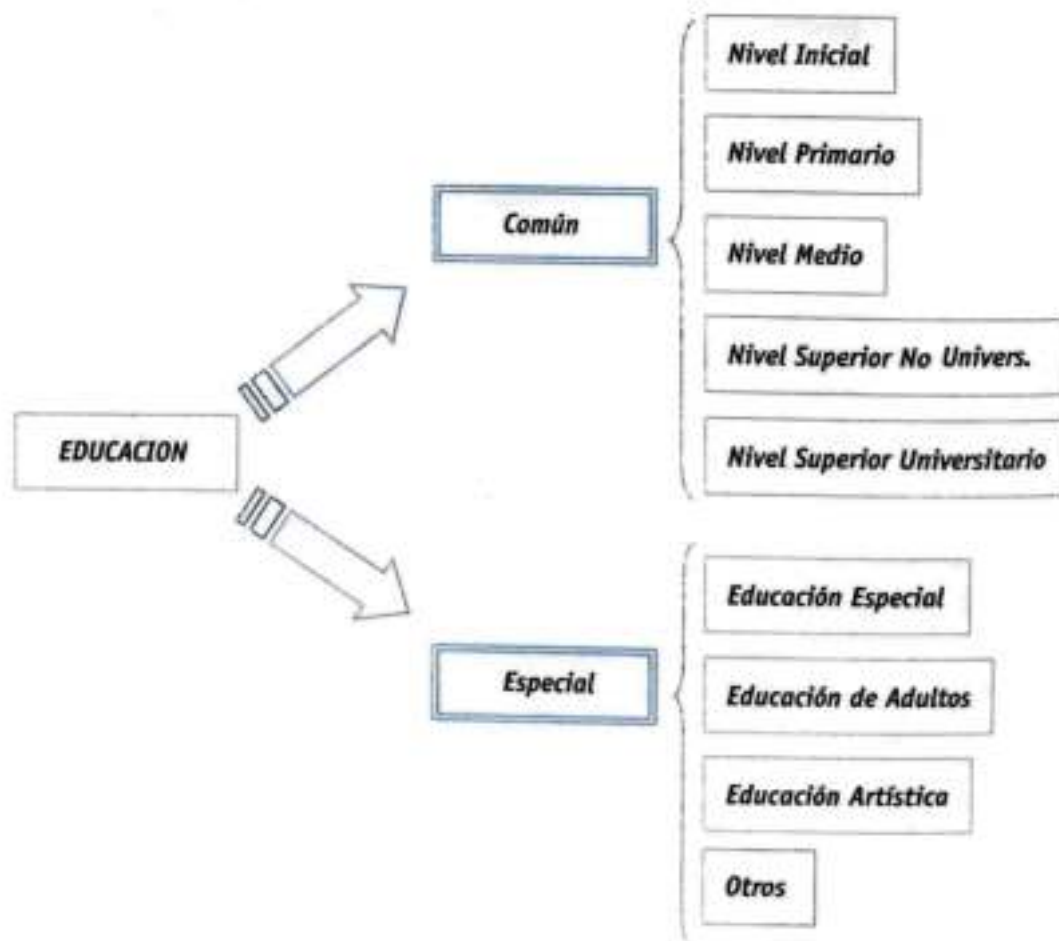 Nivel Inicial
Nivel Primario
Común
Nivel Medio
Nivel Superior No Univers.
EDUCACION
Nivel Superior Universitario
Educación Especial
Especial
Educación de Adultos
Educación Artística
Otros